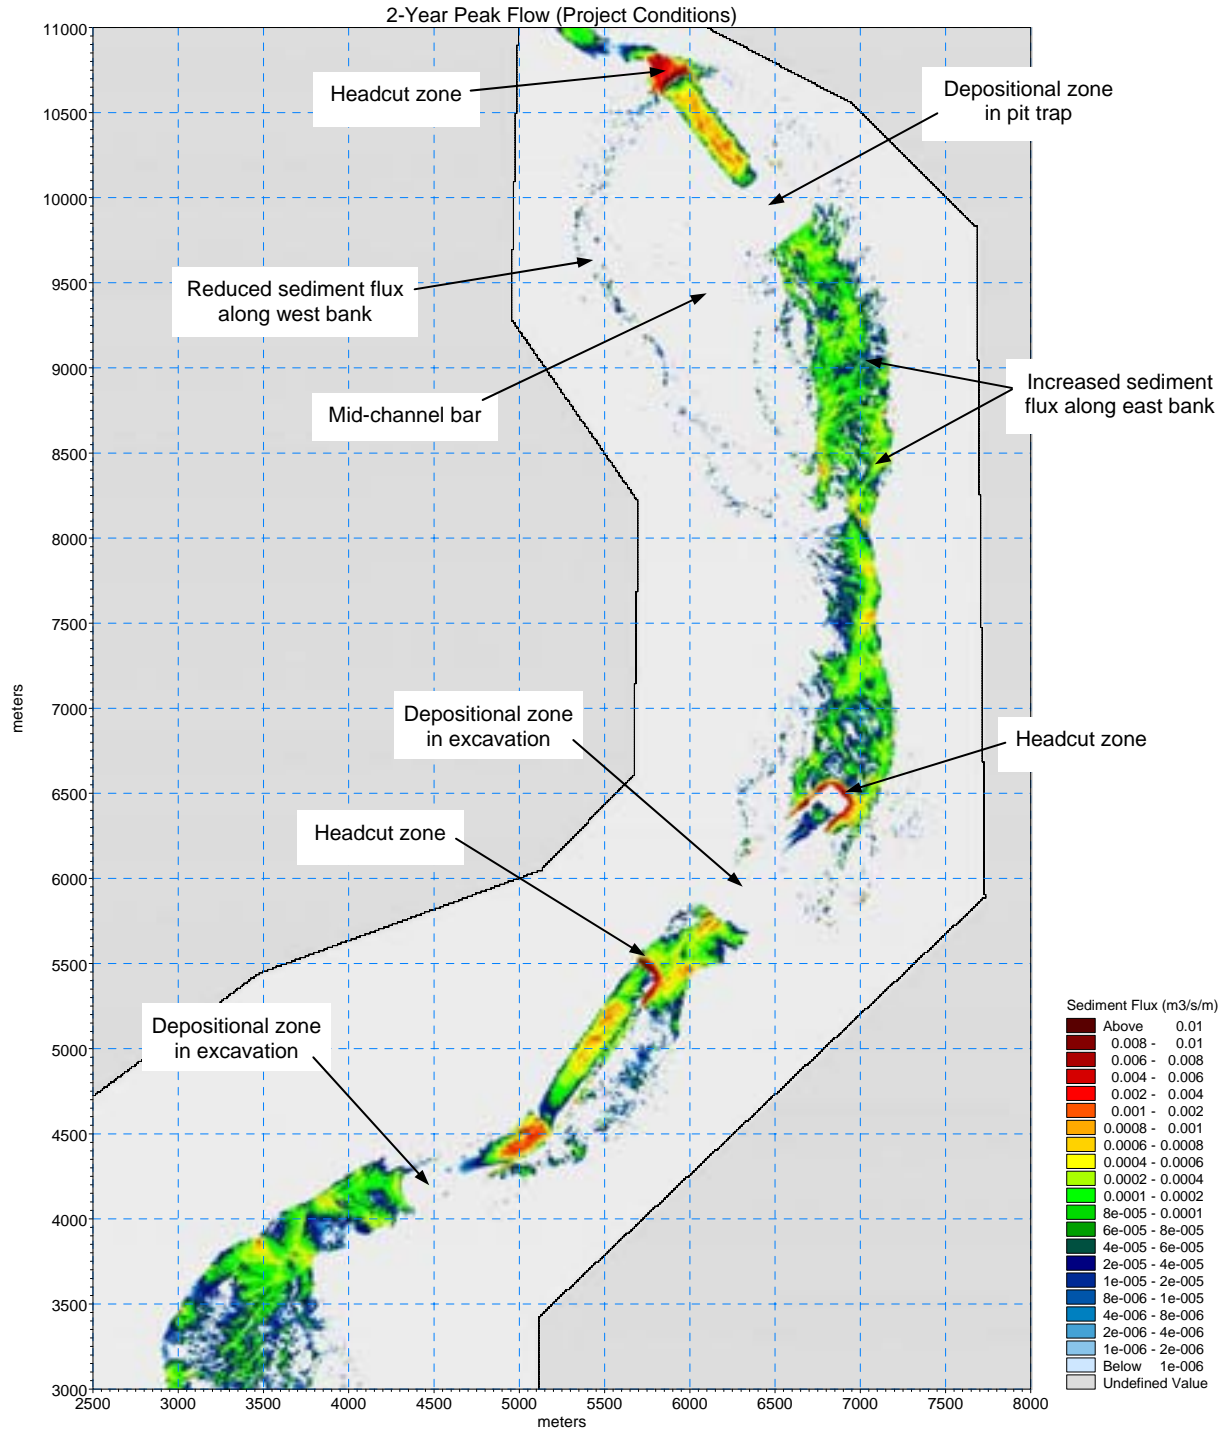 2-Year Peak Flow (Project Conditions)
11000
10500
10000
9500
9000
8500
8000
7500
7000
6500
6000
5500
5000
4500
4000
3500
3000
meters
2500 3000 3500 4000 4500 5000 5500 6000 6500 7000 7500 8000
meters
Headcut zone
Depositional zone
in pit trap
Reduced sediment flux
along west bank
Mid-channel bar
Increased sediment
flux along east bank
Depositional zone
in excavation
Headcut zone
Headcut zone
Depositional zone
in excavation
Sediment Flux (m3/s/m)
Above 0.01
0.008 - 0.01
0.006 - 0.008
0.004 - 0.006
0.002 - 0.004
0.001 - 0.002
0.0008 - 0.001
0.0006 - 0.0008
0.0004 - 0.0006
0.0002 - 0.0004
0.0001 - 0.0002
8e-005 - 0.0001
6e-005 - 8e-005
4e-005 - 6e-005
2e-005 - 4e-005
1e-005 - 2e-005
8e-006 - 1e-005
4e-006 - 8e-006
2e-006 - 4e-006
1e-006 - 2e-006
Below 1e-006
Undefined Value